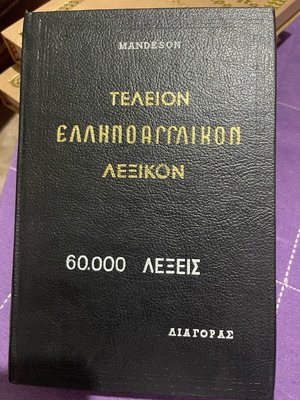 MANDESON
ΤΕΛΕΙΟΝ
ΕΛΛΗΝΟΑΓΓΛΙΚΟΝ
ΛΕΞΙΚΟΝ
60.000 ΛΕΞΕΙΣ
ΔΙΑΓΟΡΑΣ